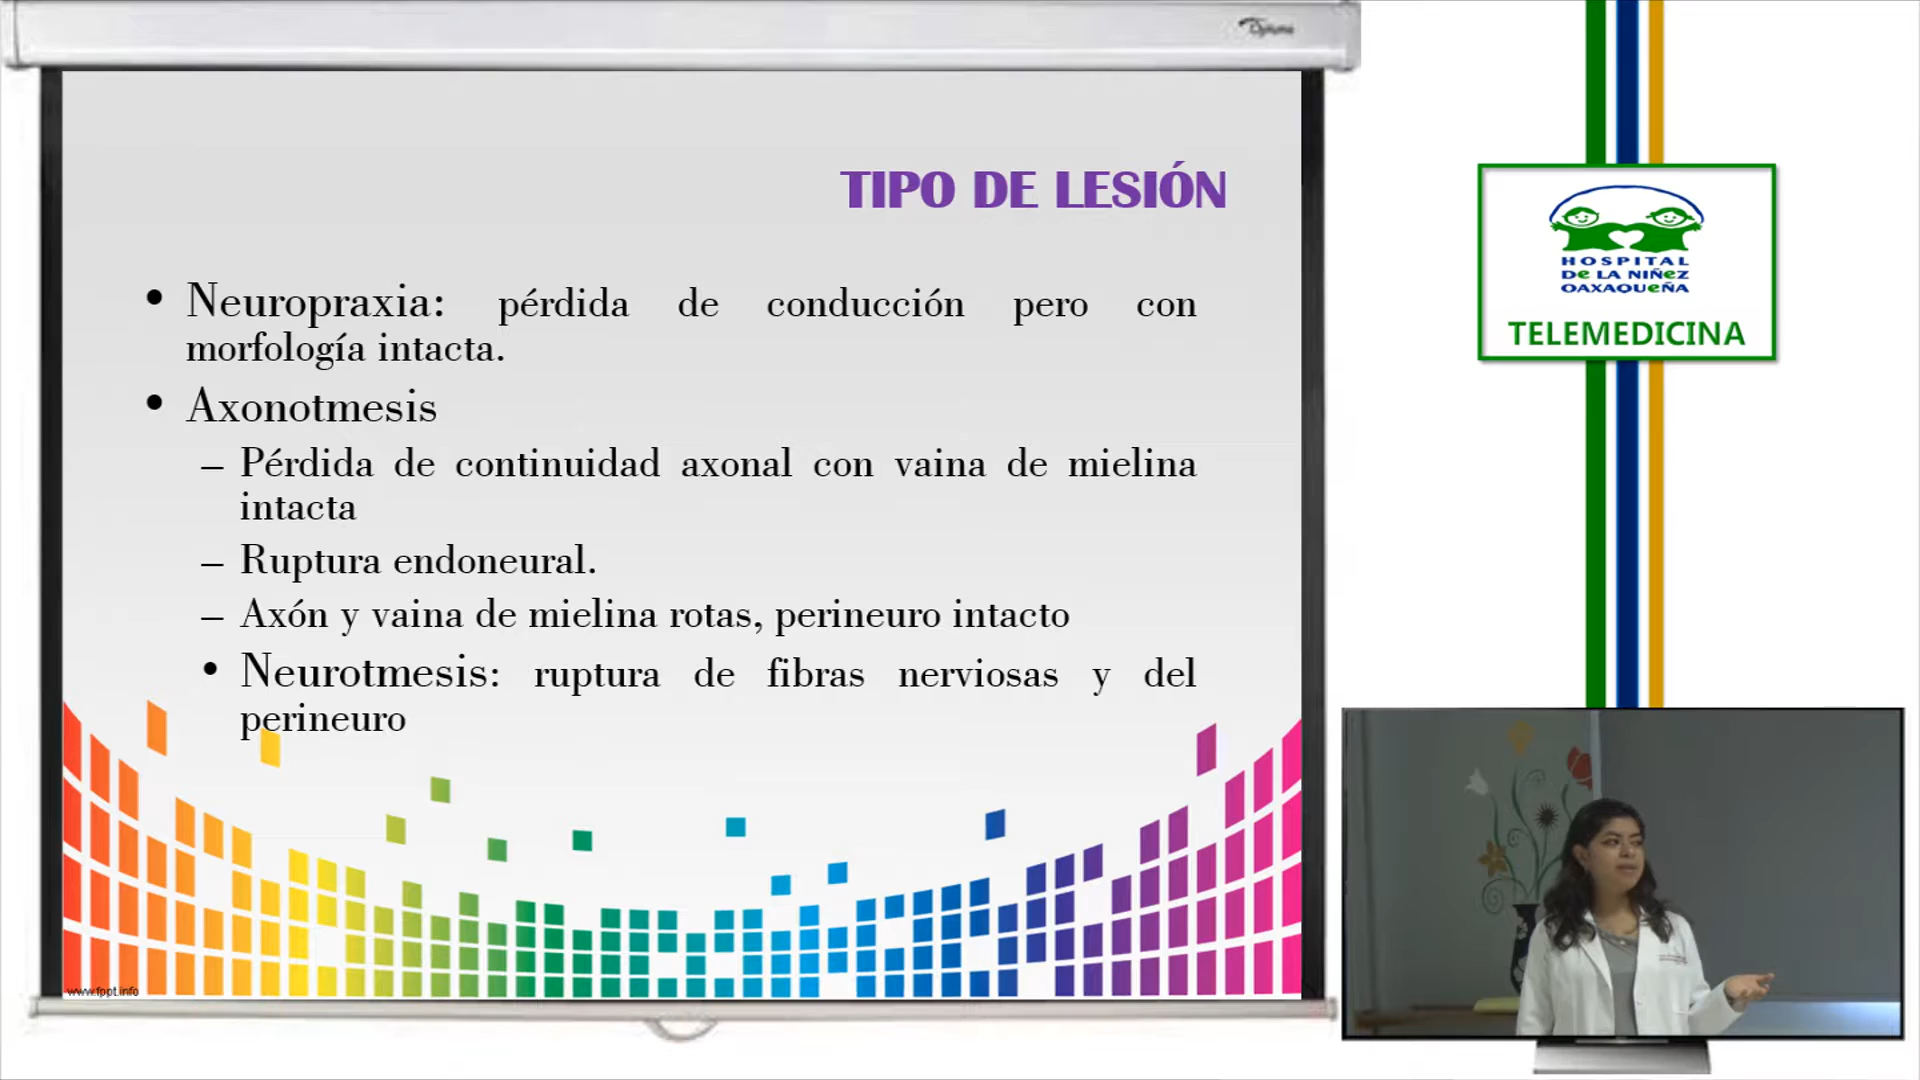 TIPO DE LESIÓN
• Neuropraxia: pérdida de conducción pero con
morfología intacta.
• Axonotmesis
– Pérdida de continuidad axonal con vaina de mielina
intacta
– Ruptura endoneural.
– Axón y vaina de mielina rotas, perineuro intacto
• Neurotmesis: ruptura de fibras nerviosas y del
perineuro
www.fppt.info
HOSPITAL
De LA NIÑeZ
OAXAQUeÑA
TELEMEDICINA